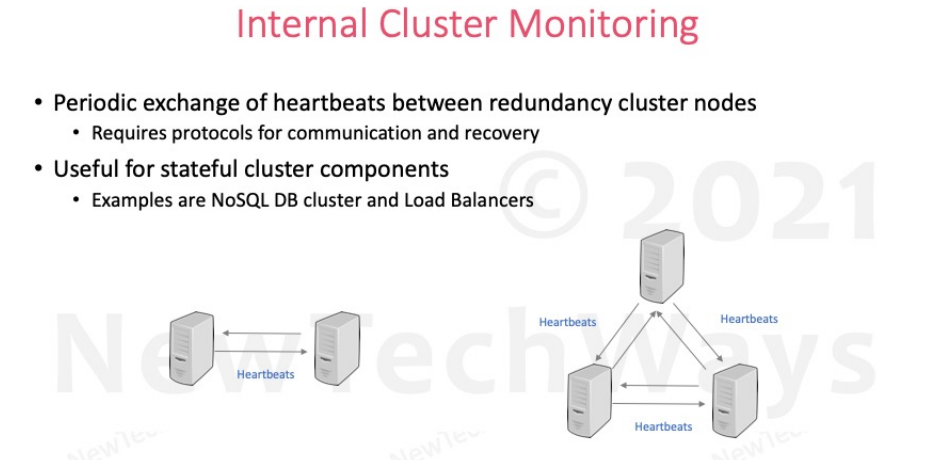 Internal Cluster Monitoring
• Periodic exchange of heartbeats between redundancy cluster nodes
• Requires protocols for communication and recovery
• Useful for stateful cluster components
• Examples are NoSQL DB cluster and Load Balancers
© 2021
Heartbeats
Heartbeats
Heartbeats
Heartbeats
NewTechWays